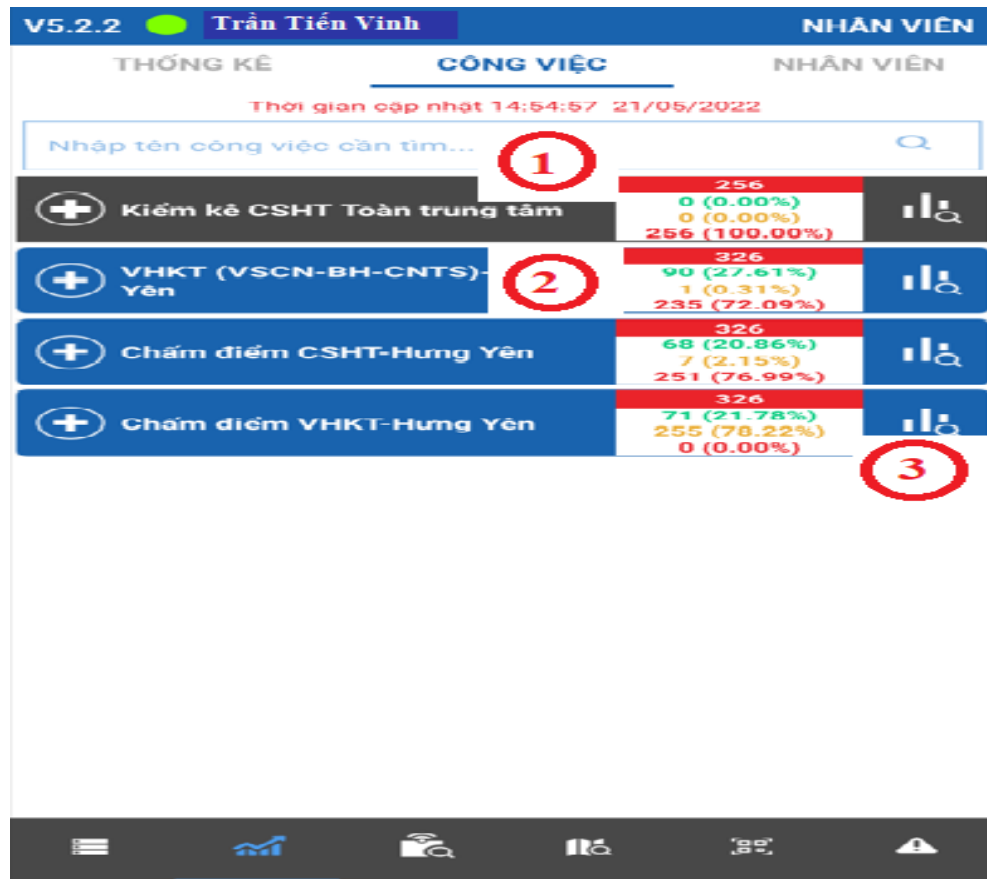 V5.2.2 Trần Tiến Vinh NHÂN VIÊN
THỐNG KÊ CÔNG VIỆC NHÂN VIÊN
Thời gian cập nhật 14:54:57 21/05/2022
Nhập tên công việc cần tìm...
1
Kiểm kê CSHT Toàn trung tâm
256
0 (0.00%)
0 (0.00%)
256 (100.00%)
VHKT (VSCN-BH-CNTS)-
Yên
2
326
90 (27.61%)
1 (0.31%)
235 (72.09%)
Chấm điểm CSHT-Hưng Yên
326
68 (20.86%)
7 (2.15%)
251 (76.99%)
Chấm điểm VHKT-Hưng Yên
326
71 (21.78%)
255 (78.22%)
0 (0.00%)
3